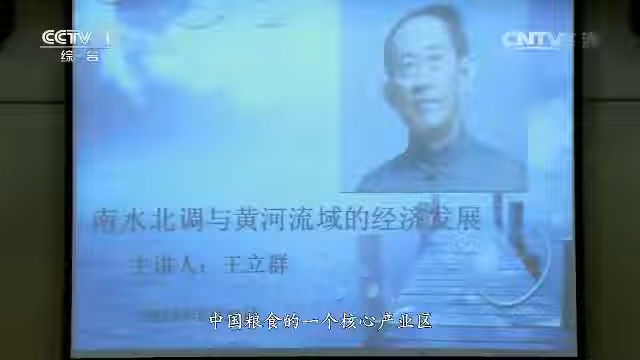 CCTV 1
综合
CNTV
南水北调与黄河流域的经济发展
主讲人：王立群
中国粮食的一个核心产业区